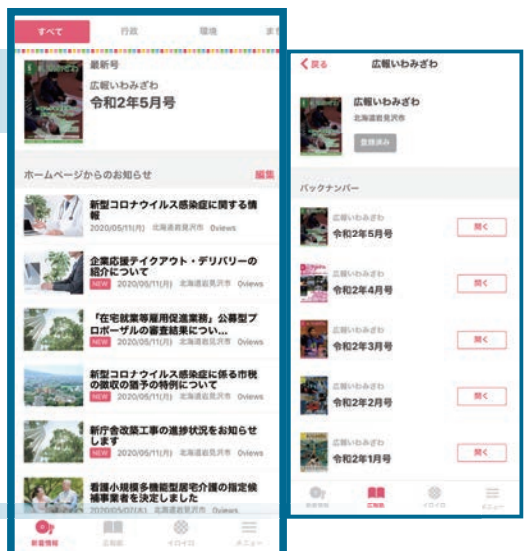 すべて
行政
環境
まち
最新号
広報いわみざわ
令和2年5月号
ホームページからのお知らせ
編集
新型コロナウイルス感染症に関する情
報
2020/05/11(月) 北海道岩見沢市 0views
企業応援テイクアウト・デリバリーの
紹介について
NEW 2020/05/11(月) 北海道岩見沢市 0views
「在宅就業等雇用促進業務」公募型プ
ロポーザルの審査結果につい...
NEW 2020/05/11(月) 北海道岩見沢市 0views
新型コロナウイルス感染症に係る市税
の徴収の猶予の特例について
NEW 2020/05/11(月) 北海道岩見沢市 0views
新庁舎改築工事の進捗状況をお知らせ
します
NEW 2020/05/11(月) 北海道岩見沢市 0views
看護小規模多機能型居宅介護の指定候
補事業者を決定しました
2020/05/07(木) 北海道岩見沢市 0views
新着情報
広報紙
イロイロ
メニュー
戻る
広報いわみざわ
広報いわみざわ
北海道岩見沢市
登録済み
バックナンバー
広報いわみざわ
令和2年5月号
開く
広報いわみざわ
令和2年4月号
開く
広報いわみざわ
令和2年3月号
開く
広報いわみざわ
令和2年2月号
開く
広報いわみざわ
令和2年1月号
開く
新着情報
広報紙
イロイロ
メニュー